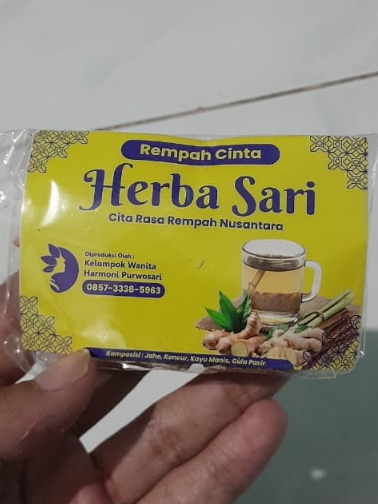 Rempah Cinta
Herba Sari
Cita Rasa Rempah Nusantara
Diproduksi Oleh :
Kelompok Wanita
Harmoni Purwosari
0857-3338-5963
Komposisi : Jahe, Kencur, Kayu Manis, Gula Pasir